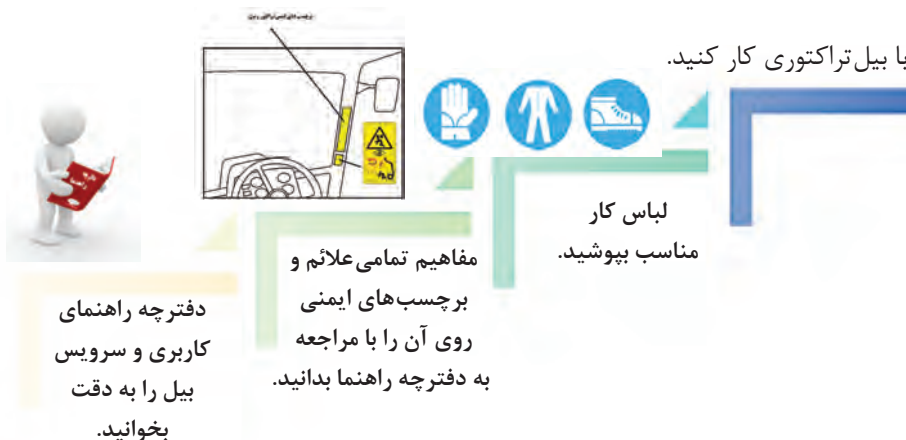 با بیل‌تراکتوری کار کنید.
لباس کار
مناسب بپوشید.
مفاهیم تمامی علائم و
برچسب‌های ایمنی
روی آن را با مراجعه
به دفترچه راهنما بدانید.
دفترچه راهنمای
کاربری و سرویس
بیل را به دقت
بخوانید.